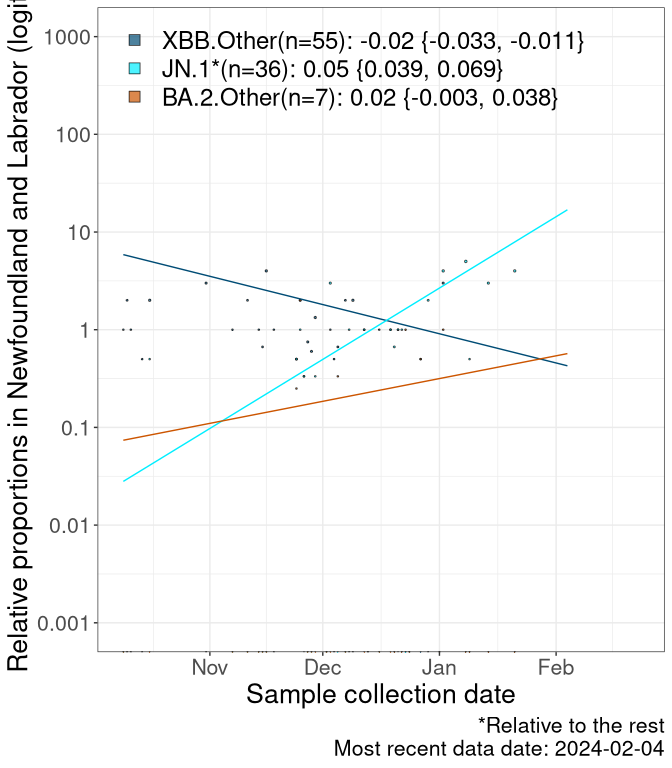 XBB.Other(n=55): -0.02 {-0.033, -0.011}
JN.1*(n=36): 0.05 {0.039, 0.069}
BA.2.Other(n=7): 0.02 {-0.003, 0.038}
Relative proportions in Newfoundland and Labrador
1000
100
10
1
0.1
0.01
0.001
Nov Dec Jan Feb
Sample collection date
*Relative to the rest
Most recent data date: 2024-02-04